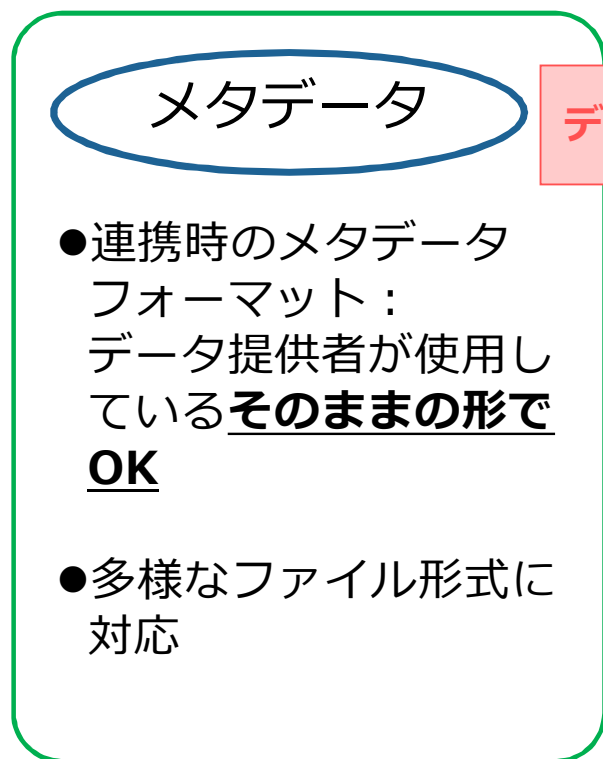 メタデータ
デ
●連携時のメタデータ
フォーマット：
データ提供者が使用し
ているそのままの形で
OK
●多様なファイル形式に
対応